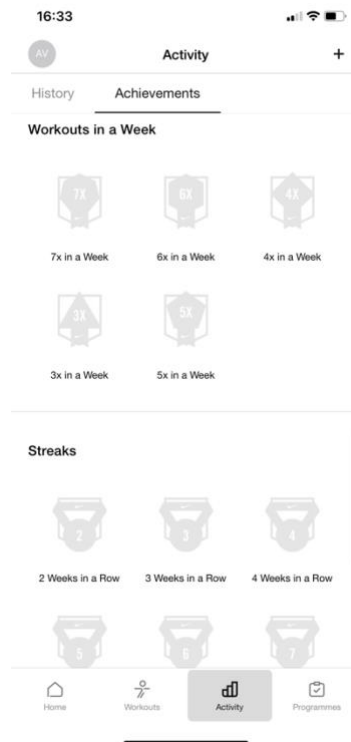 16:33
AV
Activity
+
History Achievements
Workouts in a Week
7X 6X 4X
7x in a Week 6x in a Week 4x in a Week
3X 5X
3x in a Week 5x in a Week
Streaks
2 3 4
2 Weeks in a Row 3 Weeks in a Row 4 Weeks in a Row
5 6 7
Home Workouts Activity Programmes